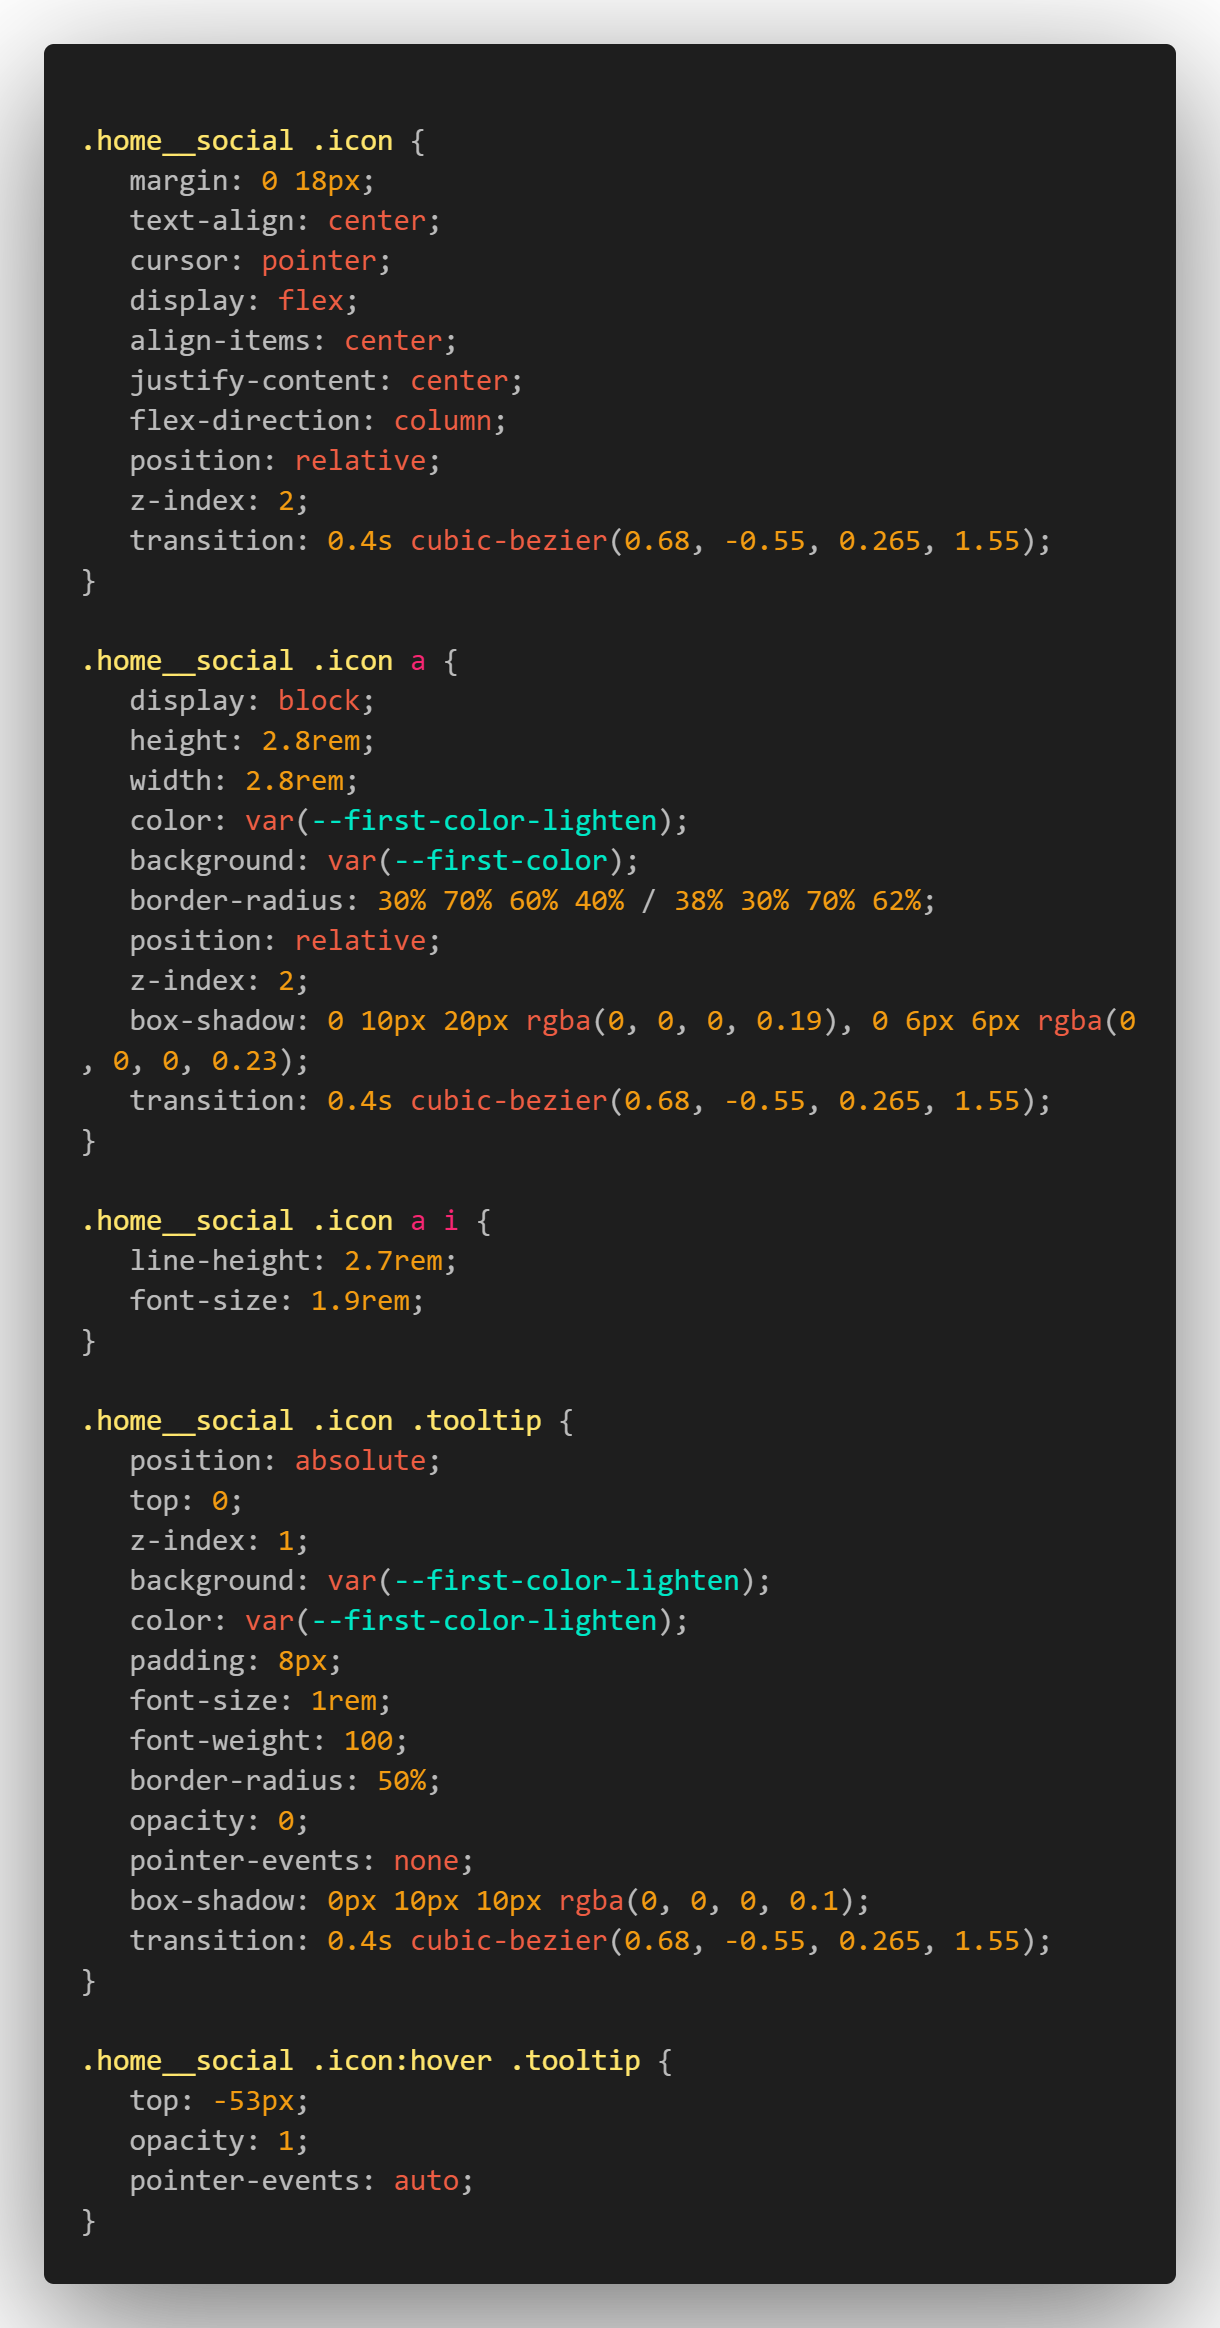 .home__social .icon {
margin: 0 18px;
text-align: center;
cursor: pointer;
display: flex;
align-items: center;
justify-content: center;
flex-direction: column;
position: relative;
z-index: 2;
transition: 0.4s cubic-bezier(0.68, -0.55, 0.265, 1.55);
}
.home__social .icon a {
display: block;
height: 2.8rem;
width: 2.8rem;
color: var(--first-color-lighten);
background: var(--first-color);
border-radius: 30% 70% 60% 40% / 38% 30% 70% 62%;
position: relative;
z-index: 2;
box-shadow: 0 10px 20px rgba(0, 0, 0, 0.19), 0 6px 6px rgba(0
, 0, 0, 0.23);
transition: 0.4s cubic-bezier(0.68, -0.55, 0.265, 1.55);
}
.home__social .icon a i {
line-height: 2.7rem;
font-size: 1.9rem;
}
.home__social .icon .tooltip {
position: absolute;
top: 0;
z-index: 1;
background: var(--first-color-lighten);
color: var(--first-color-lighten);
padding: 8px;
font-size: 1rem;
font-weight: 100;
border-radius: 50%;
opacity: 0;
pointer-events: none;
box-shadow: 0px 10px 10px rgba(0, 0, 0, 0.1);
transition: 0.4s cubic-bezier(0.68, -0.55, 0.265, 1.55);
}
.home__social .icon:hover .tooltip {
top: -53px;
opacity: 1;
pointer-events: auto;
}